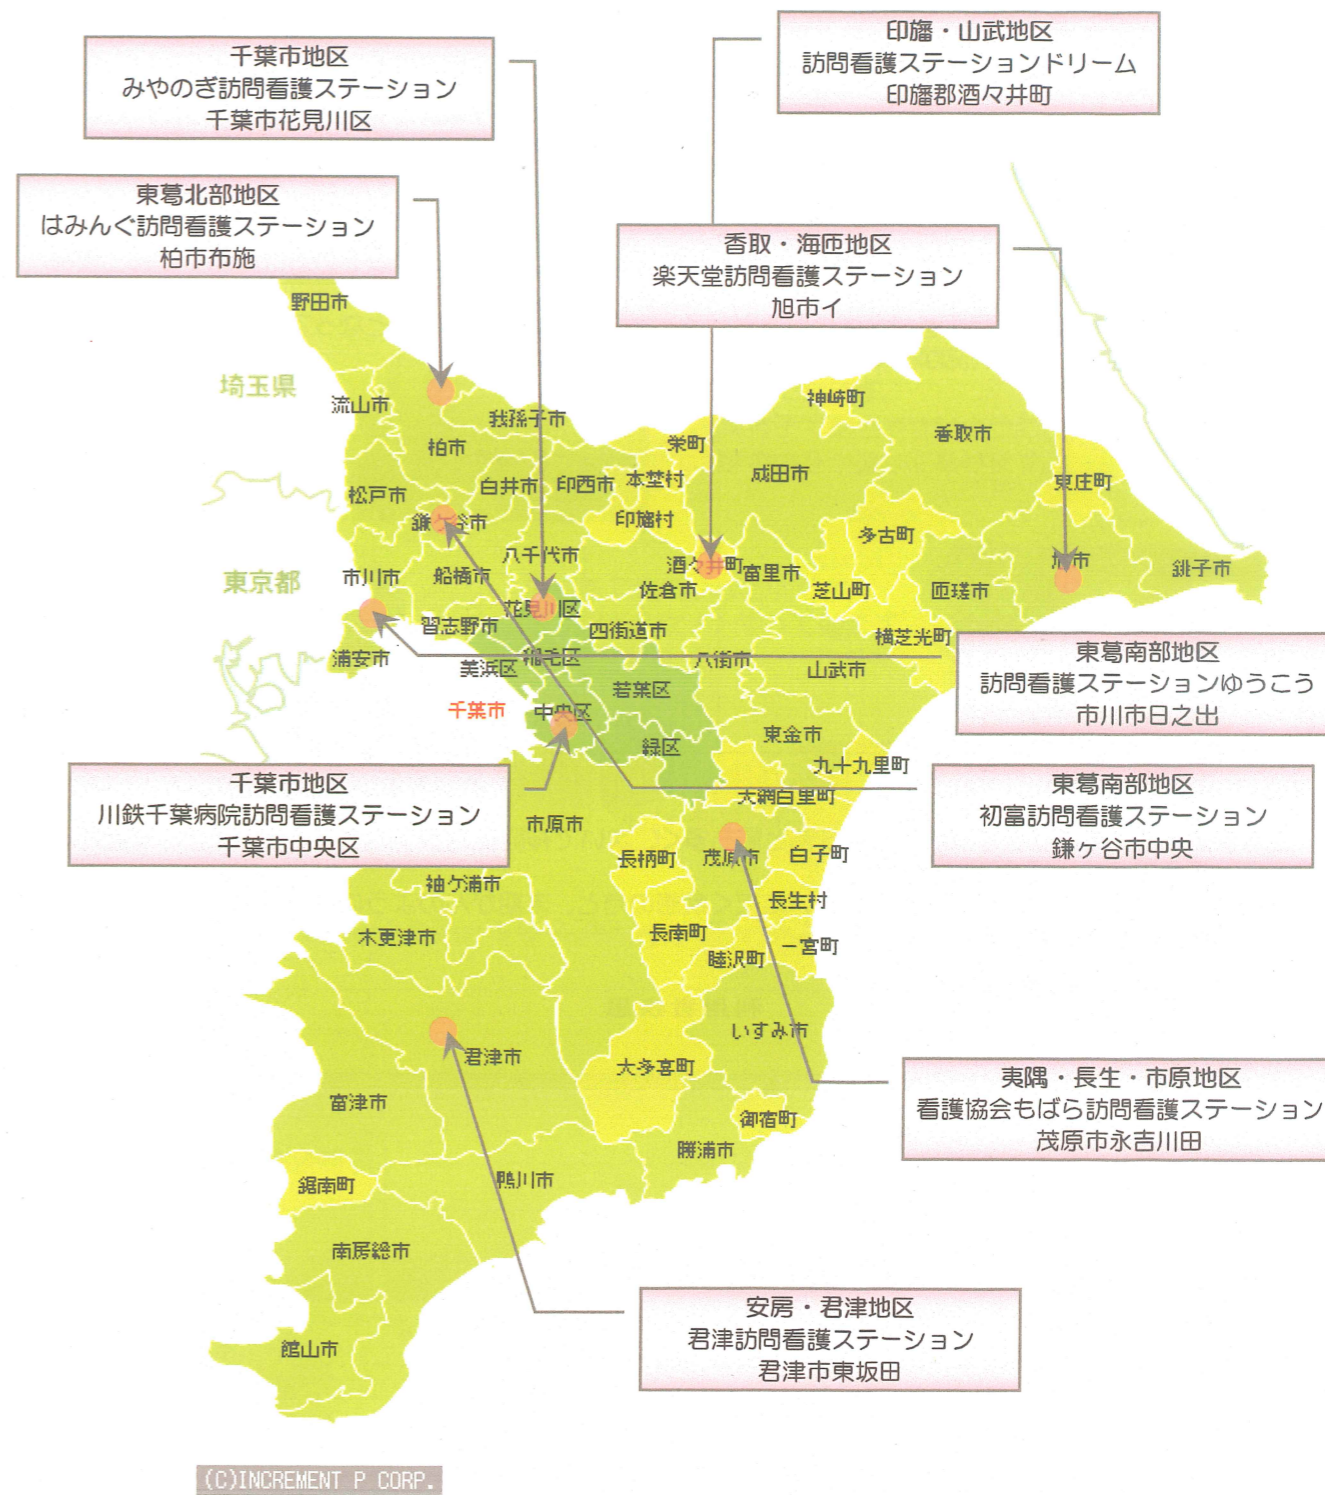 印旛・山武地区
訪問看護ステーションドリーム
印旛郡酒々井町
千葉市地区
みやのぎ訪問看護ステーション
千葉市花見川区
東葛北部地区
はみんぐ訪問看護ステーション
柏市布施
香取・海匝地区
楽天堂訪問看護ステーション
旭市イ
野田市
埼玉県
流山市
我孫子市
神崎町
香取市
柏市
栄町
成田市
松戸市
白井市
印西市
本埜村
東庄町
鎌ケ谷市
印旛村
多古町
八千代市
酒々井町
富里市
旭市
銚子市
東京都
市川市
船橋市
佐倉市
芝山町
匝瑳市
花見川区
習志野市
四街道市
横芝光町
浦安市
美浜区
稲毛区
八街市
山武市
若葉区
東葛南部地区
訪問看護ステーションゆうこう
市川市日之出
千葉市
中央区
緑区
東金市
九十九里町
千葉市地区
川鉄千葉病院訪問看護ステーション
千葉市中央区
大網白里町
東葛南部地区
初富訪問看護ステーション
鎌ヶ谷市中央
市原市
長柄町
茂原市
白子町
袖ケ浦市
長生村
木更津市
長南町
睦沢町
一宮町
いすみ市
君津市
大多喜町
富津市
御宿町
勝浦市
夷隅・長生・市原地区
看護協会もばら訪問看護ステーション
茂原市永吉川田
鋸南町
鴨川市
南房総市
館山市
安房・君津地区
君津訪問看護ステーション
君津市東坂田
(C)INCREMENT P CORP.